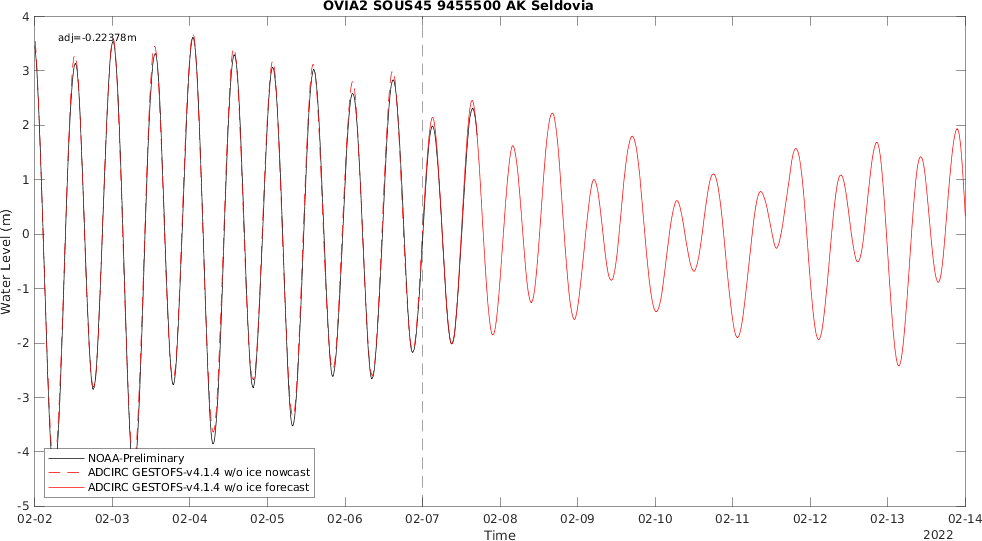 OVIA2 SOUS45 9455500 AK Seldovia
adj=-0.22378m
Water Level (m)
4
3
2
1
0
-1
-2
-3
-4
-5
NOAA-Preliminary
ADCIRC GESTOFS-v4.1.4 w/o ice nowcast
ADCIRC GESTOFS-v4.1.4 w/o ice forecast
02-02 02-03 02-04 02-05 02-06 02-07 02-08 02-09 02-10 02-11 02-12 02-13 02-14
Time
2022